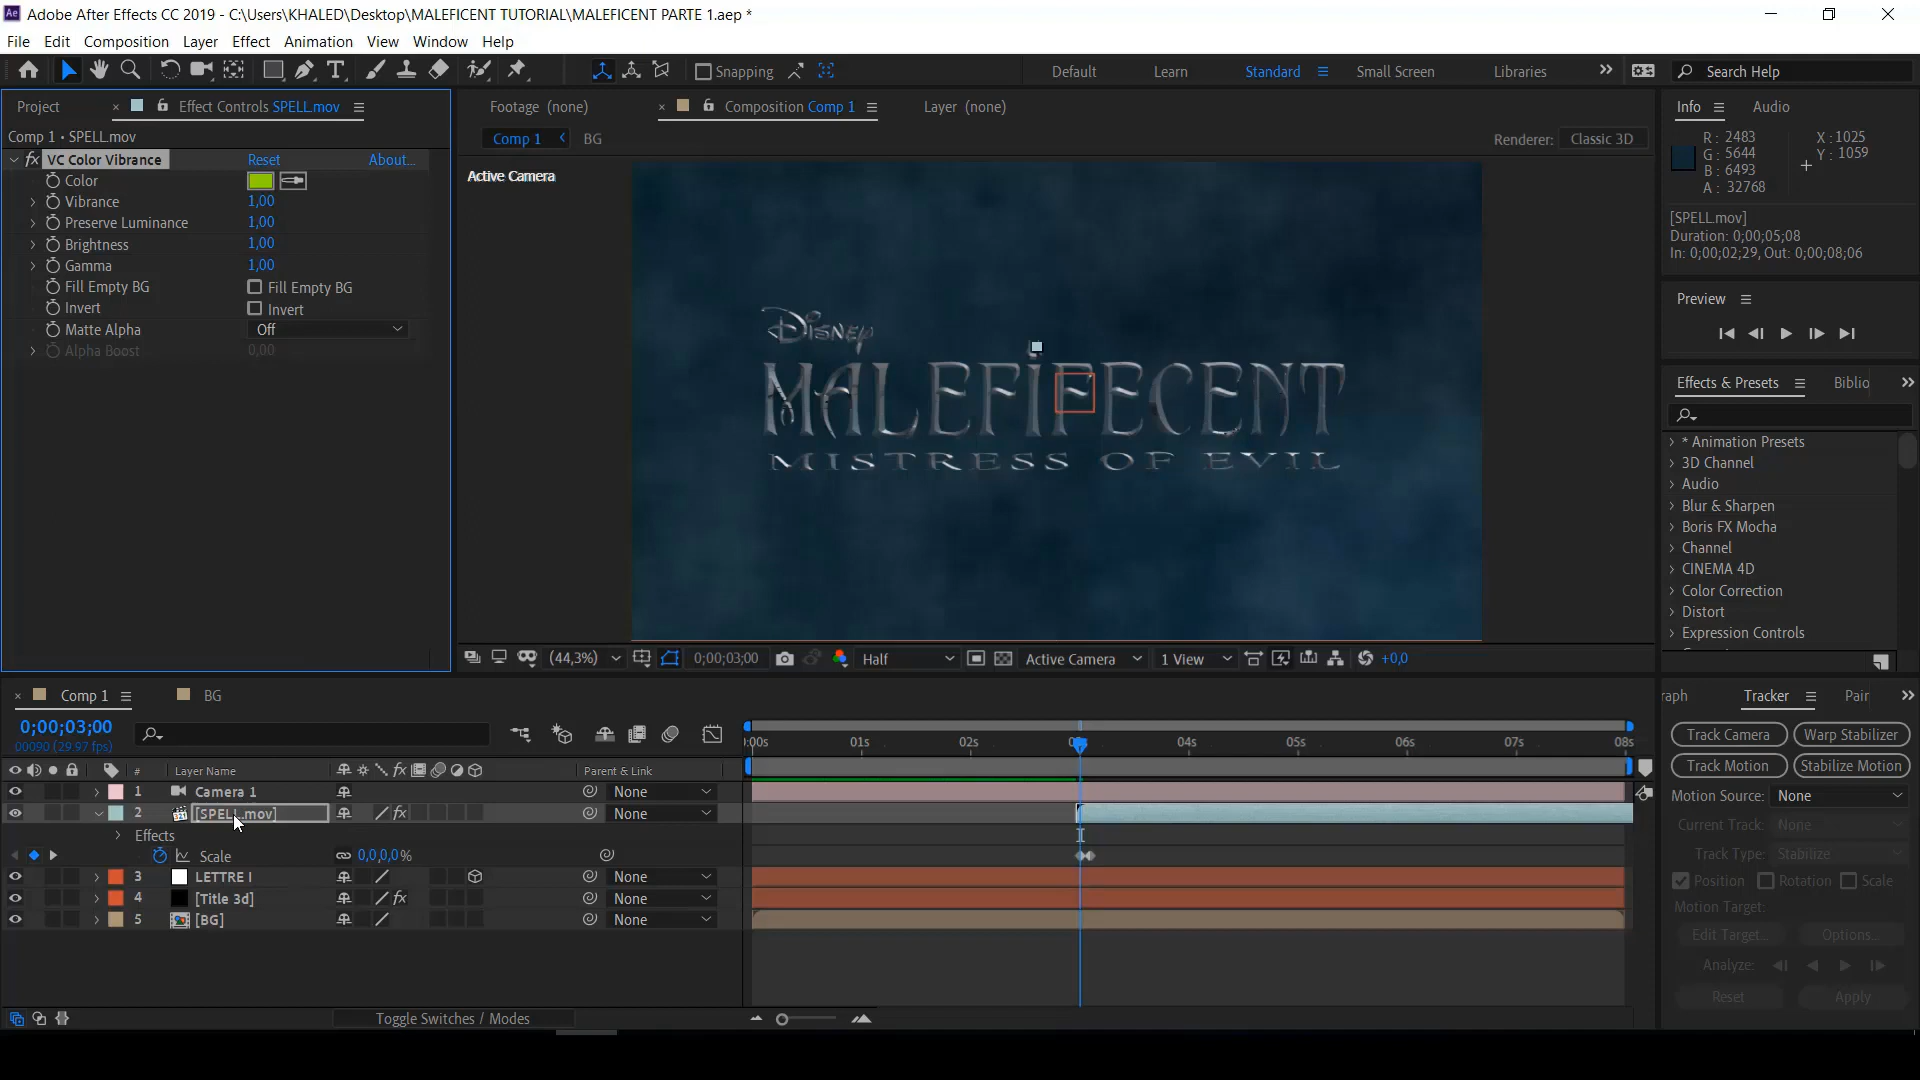 Adobe After Effects CC 2019 - C:\Users\KHALED\Desktop\MALEFICENT TUTORIAL\MALEFICENT PARTE 1.aep *
File Edit Composition Layer Effect Animation View Window Help
Snapping Default Learn Standard Small Screen Libraries Search Help
Project Effect Controls SPELL.mov Footage (none) Composition Comp 1 Layer (none) Info Audio
Comp 1 • SPELL.mov Comp 1 BG Renderer: Classic 3D
fx VC Color Vibrance Reset About...
Color
Vibrance 1,00
Preserve Luminance 1,00
Brightness 1,00
Gamma 1,00
Fill Empty BG Fill Empty BG
Invert Invert
Matte Alpha Off
Alpha Boost 0,00
Active Camera
DISNEY
MALEFIFECENT
MISTRESS OF EVIL
(44,3%) 0;00;03;00 Half Active Camera 1 View +0,0
R : 2483 X : 1025
G : 5644 Y : 1059
B : 6493
A : 32768
[SPELL.mov]
Duration: 0;00;05;08
In: 0;00;02;29, Out: 0;00;08;06
Preview
Effects & Presets Biblio
* Animation Presets
3D Channel
Audio
Blur & Sharpen
Boris FX Mocha
Channel
CINEMA 4D
Color Correction
Distort
Expression Controls
Comp 1 BG
0;00;03;00
00090 (29.97 fps)
:00s 01s 02s 04s 05s 06s 07s 08s
# Layer Name fx Parent & Link
1 Camera 1 None
2 [SPELL.mov] fx None
Effects
Scale 0,0,0,0%
3 LETTRE I None
4 [Title 3d] fx None
5 [BG] None
Toggle Switches / Modes
raph Tracker Pair
Track Camera Warp Stabilizer
Track Motion Stabilize Motion
Motion Source: None
Current Track: None
Track Type: Stabilize
Position Rotation Scale
Motion Target:
Edit Target... Options...
Analyze:
Reset Apply